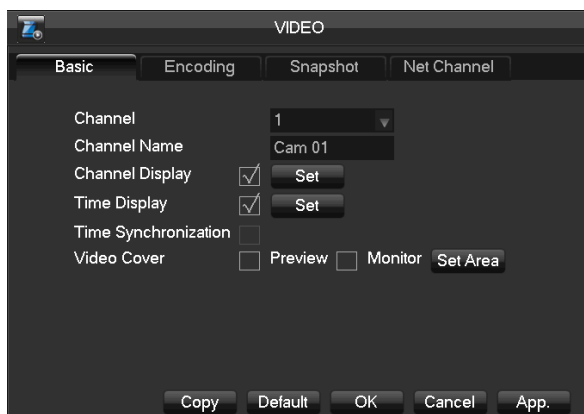 VIDEO
Basic Encoding Snapshot Net Channel
Channel 1
Channel Name Cam 01
Channel Display Set
Time Display Set
Time Synchronization
Video Cover Preview Monitor Set Area
Copy Default OK Cancel App.